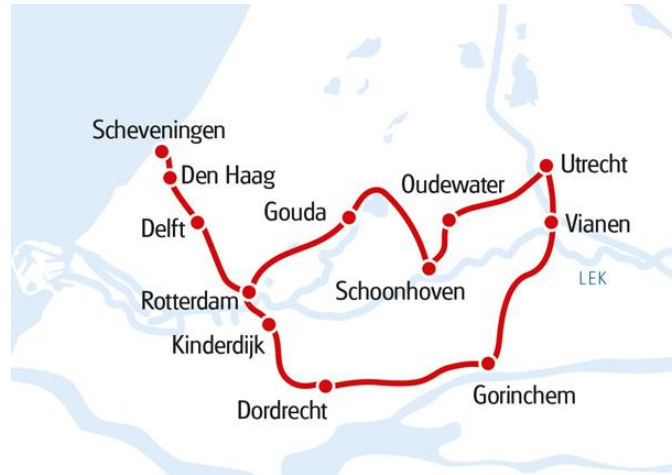 Scheveningen
Den Haag
Utrecht
Oudewater
Gouda
Delft
Vianen
Schoonhoven
LEK
Rotterdam
Kinderdijk
Gorinchem
Dordrecht